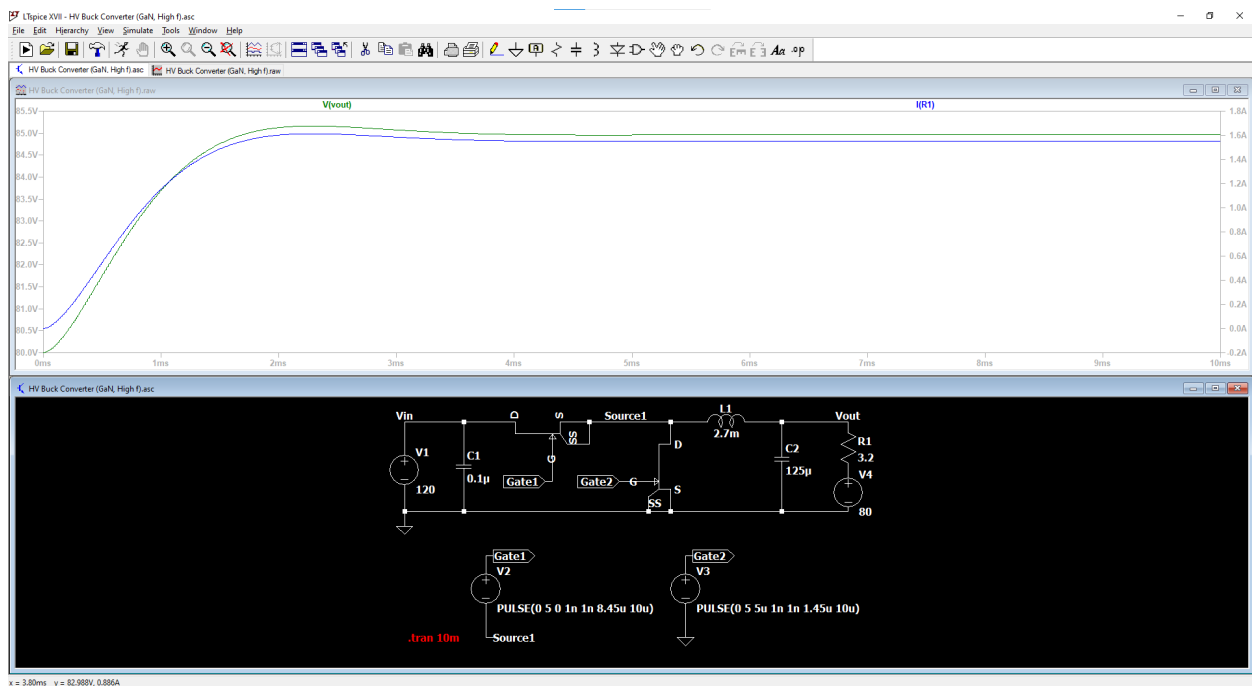 LTspice XVII - HV Buck Converter (GaN, High f).asc
File Edit Hierarchy View Simulate Tools Window Help
Aa .op
HV Buck Converter (GaN, High f).asc HV Buck Converter (GaN, High f).raw
HV Buck Converter (GaN, High f).raw
V(vout) I(R1)
85.5V 1.8A
85.0V 1.6A
84.5V 1.4A
84.0V 1.2A
83.5V 1.0A
83.0V 0.8A
82.5V 0.6A
82.0V 0.4A
81.5V 0.2A
81.0V 0.0A
80.5V -0.2A
80.0V
0ms 1ms 2ms 3ms 4ms 5ms 6ms 7ms 8ms 9ms 10ms
HV Buck Converter (GaN, High f).asc
Vin D S Source1 L1 Vout
2.7m
V1 C1 SS G D C2 R1
120 0.1µ Gate1 Gate2 G S 125µ 3.2
SS V4
80
Gate1 Gate2
V2 V3
PULSE(0 5 0 1n 1n 8.45u 10u) PULSE(0 5 5u 1n 1n 1.45u 10u)
.tran 10m Source1
x = 3.80ms y = 82.988V, 0.886A